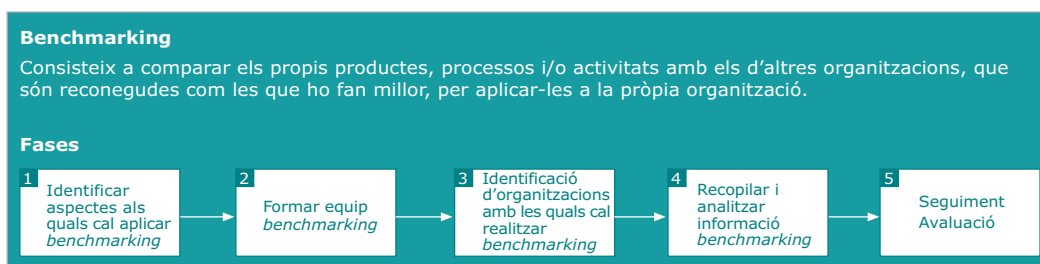 Benchmarking
Consisteix a comparar els propis productes, processos i/o activitats amb els d’altres organitzacions, que
són reconegudes com les que ho fan millor, per aplicar-les a la pròpia organització.
Fases
1
Identificar
aspectes als
quals cal aplicar
benchmarking
2
Formar equip
benchmarking
3
Identificació
d’organitzacions
amb les quals cal
realitzar
benchmarking
4
Recopilar i
analitzar
informació
benchmarking
5
Seguiment
Avaluació